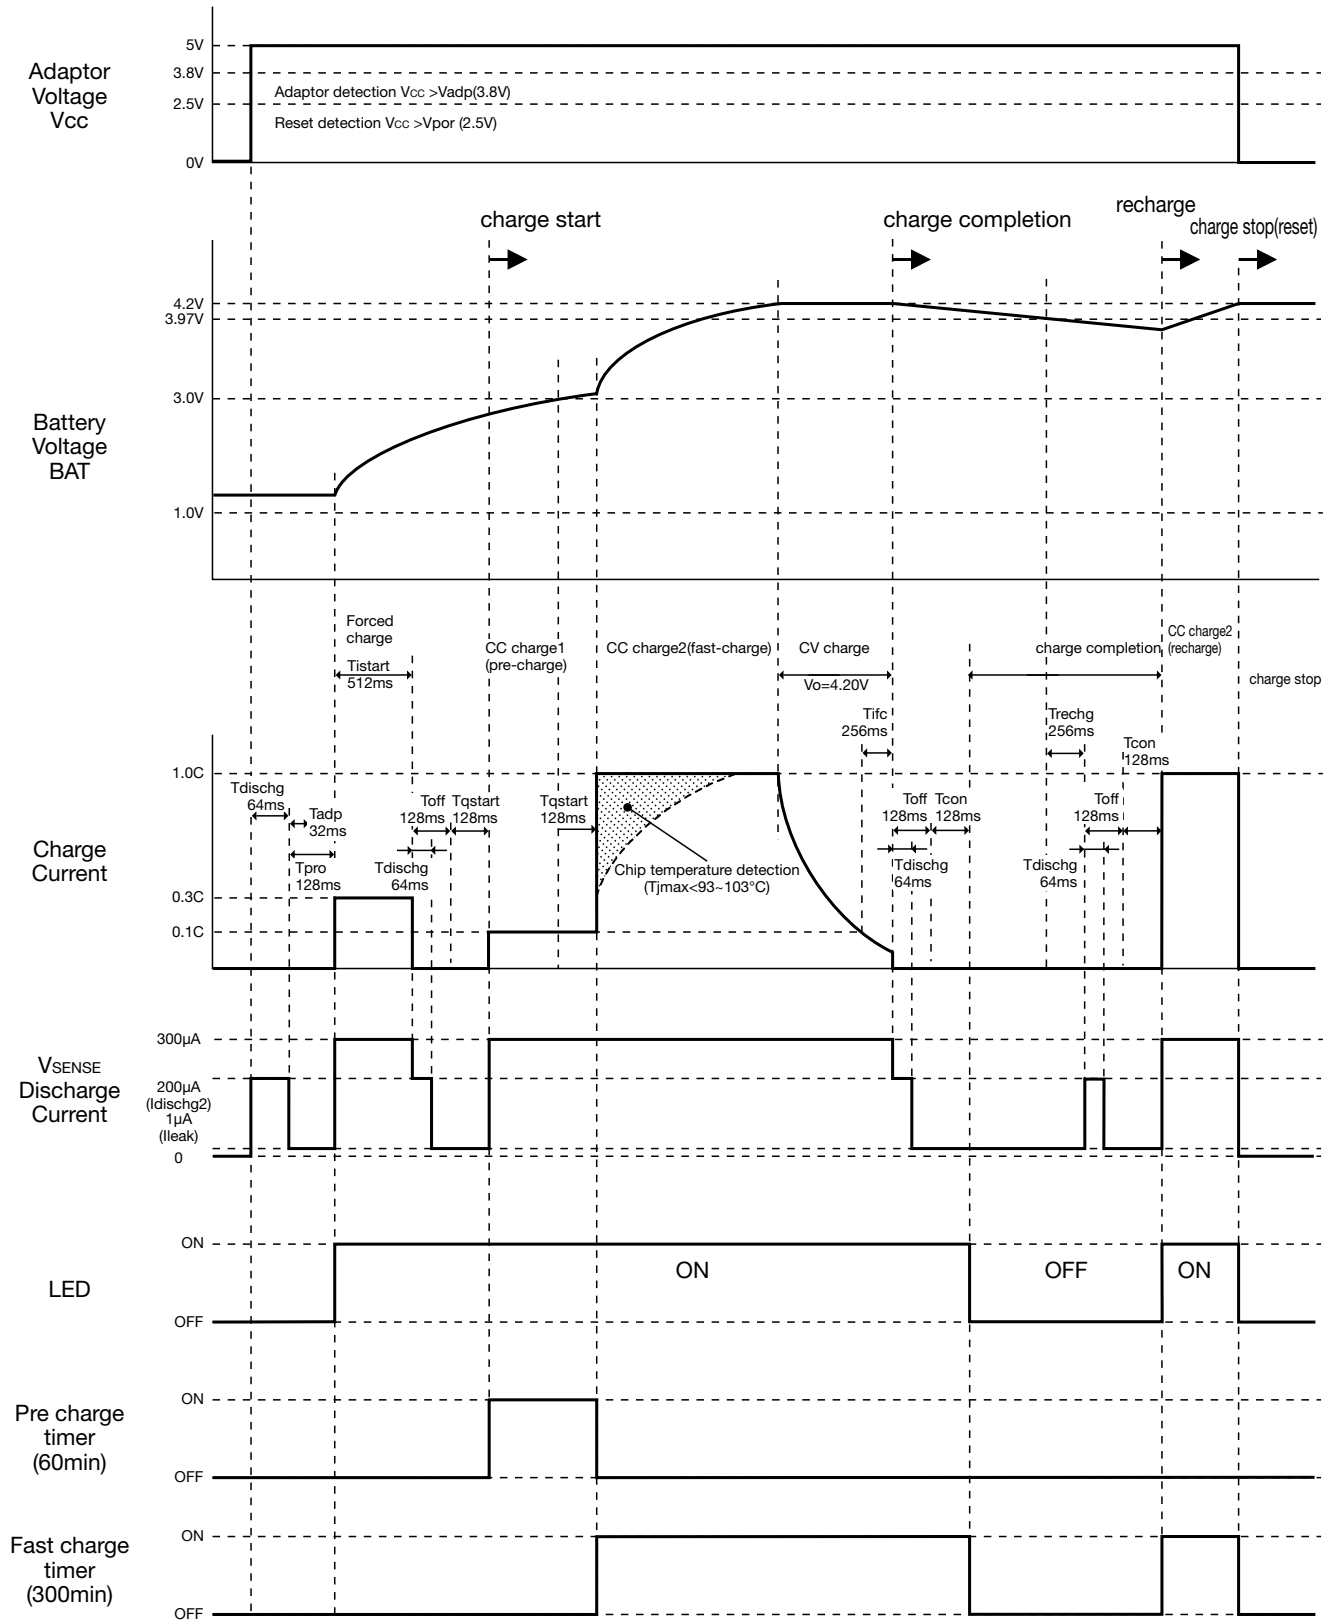 5V
Adaptor
Voltage
Vcc
3.8V
2.5V
0V
Adaptor detection Vcc >Vadp(3.8V)
Reset detection Vcc >Vpor (2.5V)
charge start
charge completion
recharge
charge stop(reset)
4.2V
3.97V
3.0V
1.0V
Battery
Voltage
BAT
Forced
charge
Tistart
512ms
CC charge1
(pre-charge)
CC charge2(fast-charge)
CV charge
Vo=4.20V
charge completion
CC charge2
(recharge)
charge stop
Tifc
256ms
Trechg
256ms
Tcon
128ms
1.0C
Tdischg
64ms
Tadp
32ms
Tpro
128ms
Toff
128ms
Tqstart
128ms
Tdischg
64ms
Tqstart
128ms
Toff
128ms
Tcon
128ms
Tdischg
64ms
Toff
128ms
Tdischg
64ms
Chip temperature detection
(Tjmax<93~103°C)
Charge
Current
0.3C
0.1C
300µA
VSENSE
Discharge
Current
200µA
(Idischg2)
1µA
(Ileak)
0
ON
LED
OFF
ON
OFF
ON
ON
Pre charge
timer
(60min)
OFF
ON
Fast charge
timer
(300min)
OFF